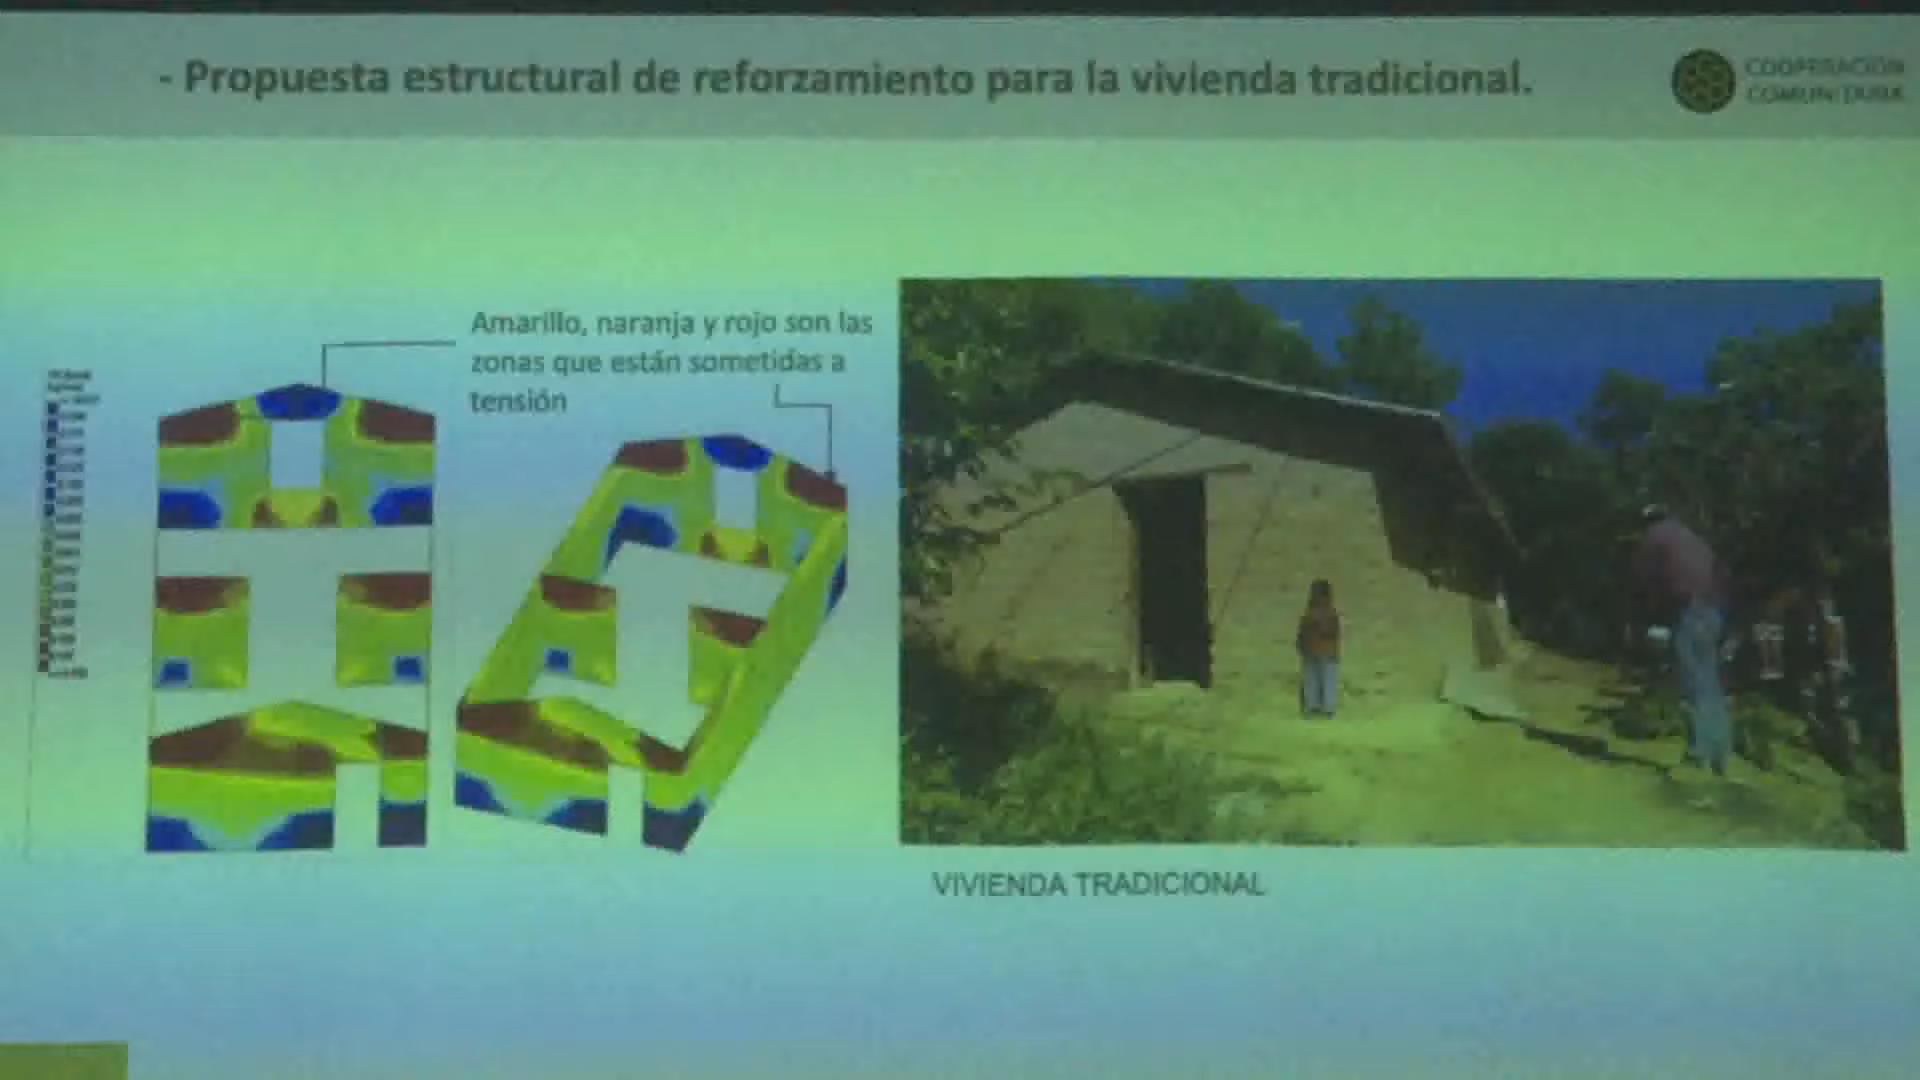 - Propuesta estructural de reforzamiento para la vivienda tradicional.
COOPERACIÓN
COMUNITARIA
Amarillo, naranja y rojo son las
zonas que están sometidas a
tensión
VIVIENDA TRADICIONAL